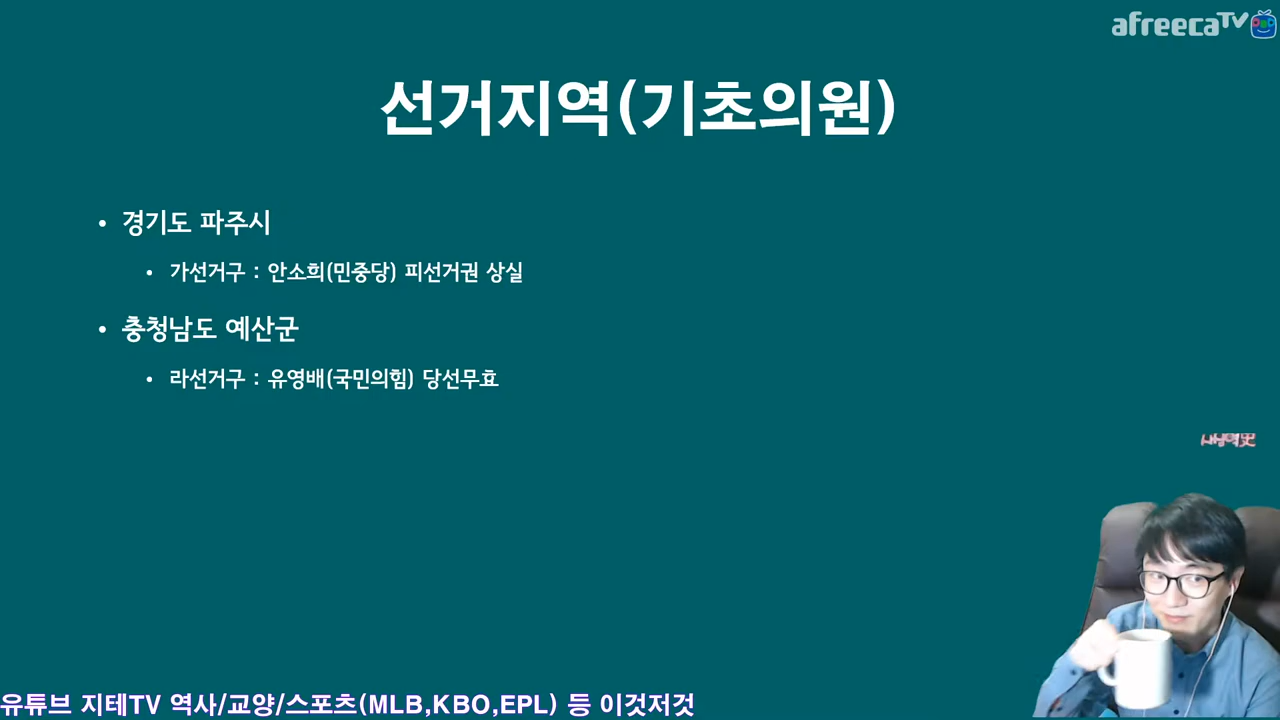 afreecaTV
선거지역(기초의원)
• 경기도 파주시
• 가선거구 : 안소희(민중당) 피선거권 상실
• 충청남도 예산군
• 라선거구 : 유영배(국민의힘) 당선무효
유튜브 지테TV 역사/교양/스포츠(MLB,KBO,EPL) 등 이것저것